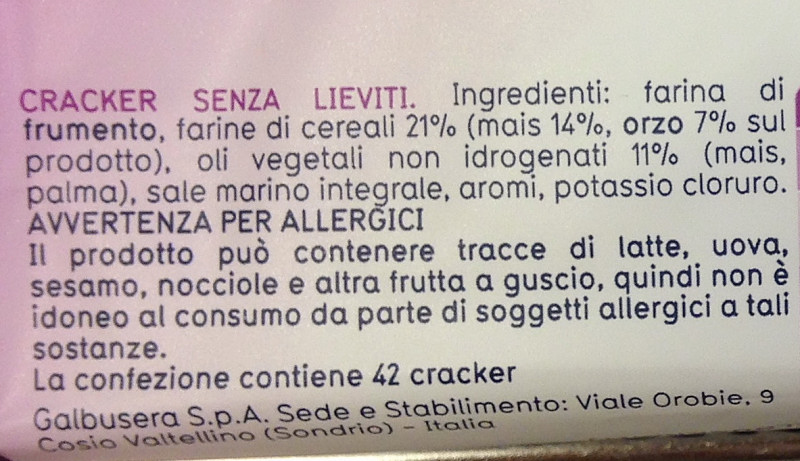 CRACKER SENZA LIEVITI. Ingredienti: farina di
frumento, farine di cereali 21% (mais 14%, orzo 7% sul
prodotto), oli vegetali non idrogenati 11% (mais,
palma), sale marino integrale, aromi, potassio cloruro.
AVVERTENZA PER ALLERGICI
Il prodotto può contenere tracce di latte, uova,
sesamo, nocciole e altra frutta a guscio, quindi non è
idoneo al consumo da parte di soggetti allergici a tali
sostanze.
La confezione contiene 42 cracker
Galbusera S.p.A. Sede e Stabilimento: Viale Orobie, 9
Cosio Valtellino (Sondrio) - Italia